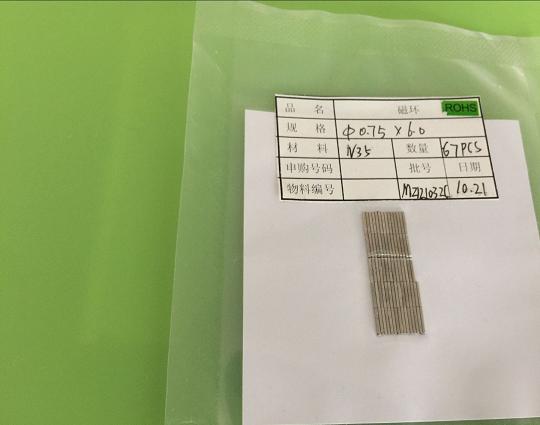 品 名 磁环 ROHS
规 格 Φ0.75 × 6.0
材 料 N35 数量 67PCS
申购号码 批号 日期
物料编号 10.21